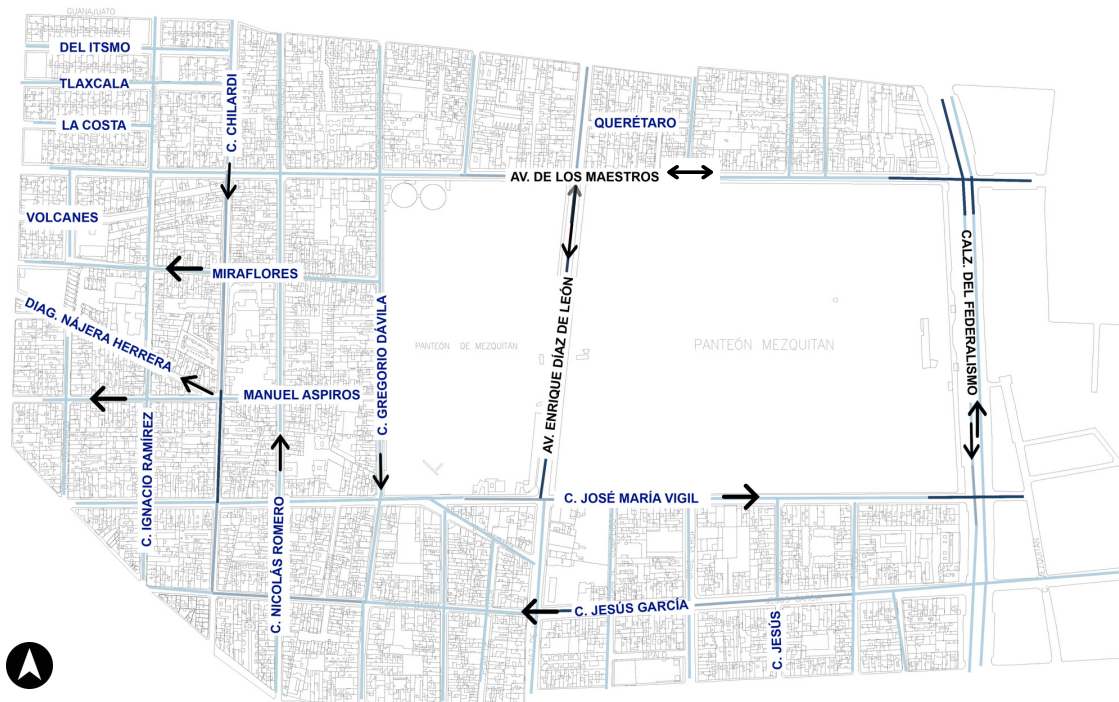 GUANAJUATO
DEL ITSMO
TLAXCALA
LA COSTA
C. CHILARDI
QUERÉTARO
AV. DE LOS MAESTROS
VOLCANES
MIRAFLORES
DIAG. NÁJERA HERRERA
MANUEL ASPIROS
C. GREGORIO DÁVILA
PANTEÓN DE MEZQUITAN
AV. ENRIQUE DÍAZ DE LEÓN
PANTEÓN MEZQUITAN
CALZ. DEL FEDERALISMO
C. IGNACIO RAMÍREZ
C. NICOLÁS ROMERO
C. JOSÉ MARÍA VIGIL
C. JESÚS GARCÍA
C. JESÚS